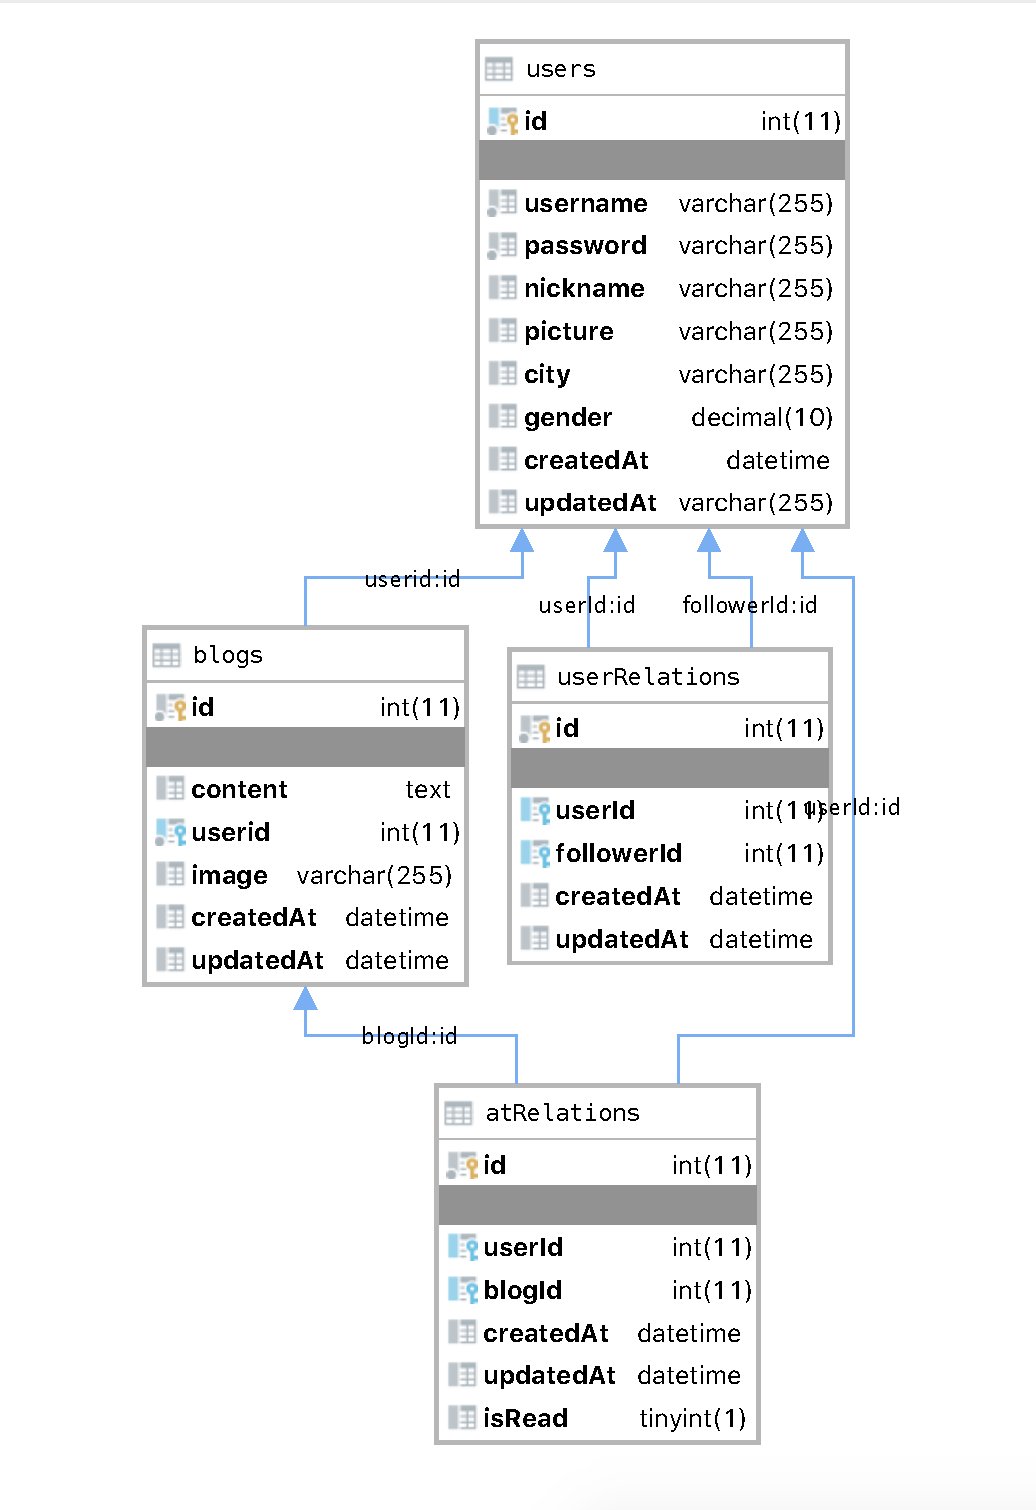 users
id int(11)
username varchar(255)
password varchar(255)
nickname varchar(255)
picture varchar(255)
city varchar(255)
gender decimal(10)
createdAt datetime
updatedAt varchar(255)
userid:id
userId:id
followerId:id
blogs
id int(11)
content text
userid int(11)
image varchar(255)
createdAt datetime
updatedAt datetime
userRelations
id int(11)
userId int(11)
followerId int(11)
createdAt datetime
updatedAt datetime
userId:id
blogId:id
atRelations
id int(11)
userId int(11)
blogId int(11)
createdAt datetime
updatedAt datetime
isRead tinyint(1)